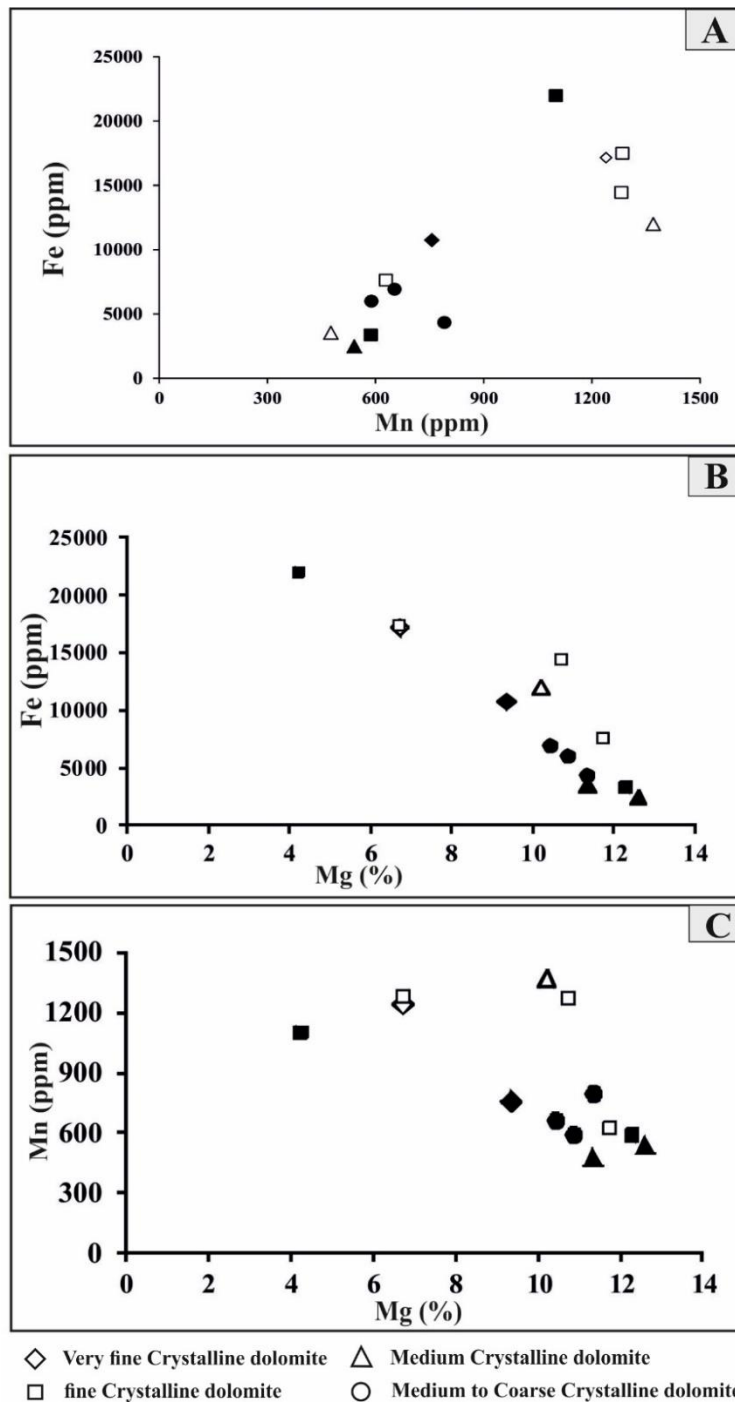 A
25000
20000
15000
10000
5000
0
Fe (ppm)
0 300 600 900 1200 1500
Mn (ppm)
B
25000
20000
15000
10000
5000
0
Fe (ppm)
0 2 4 6 8 10 12 14
Mg (%)
C
1500
1200
900
600
300
0
Mn (ppm)
0 2 4 6 8 10 12 14
Mg (%)
Very fine Crystalline dolomite Medium Crystalline dolomite
fine Crystalline dolomite Medium to Coarse Crystalline dolomite